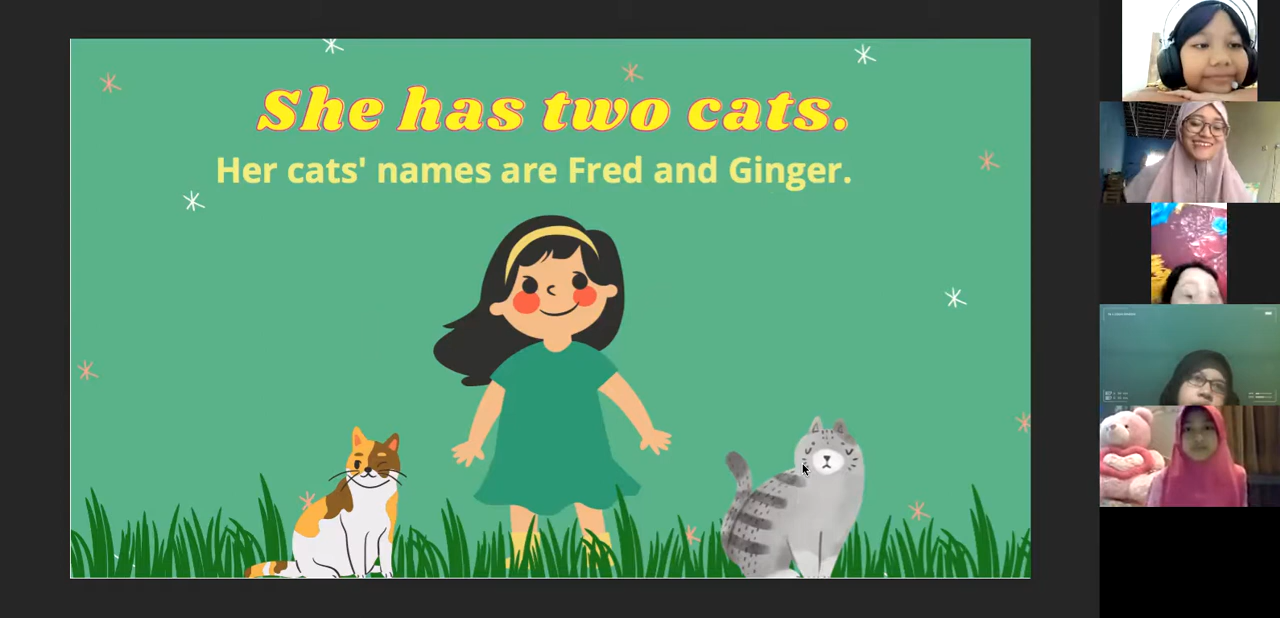 She has two cats.
Her cats' names are Fred and Ginger.